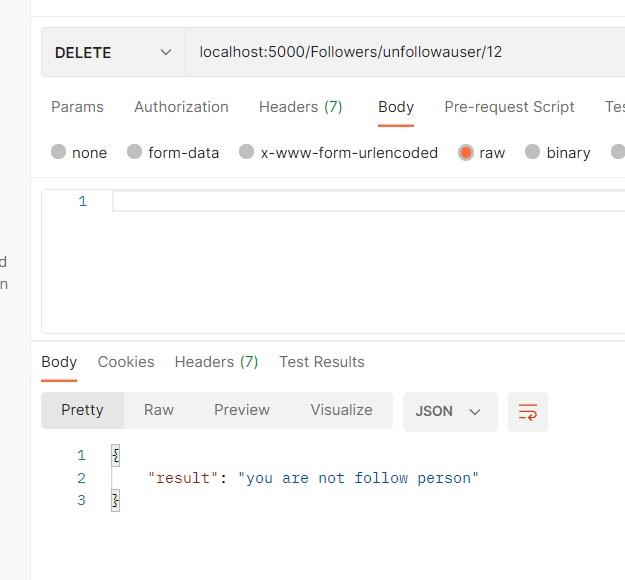 DELETE localhost:5000/Followers/unfollowauser/12
Params Authorization Headers (7) Body Pre-request Script Tes
none form-data x-www-form-urlencoded raw binary
1
d
n
Body Cookies Headers (7) Test Results
Pretty Raw Preview Visualize JSON
1 {
2 "result": "you are not follow person"
3 }